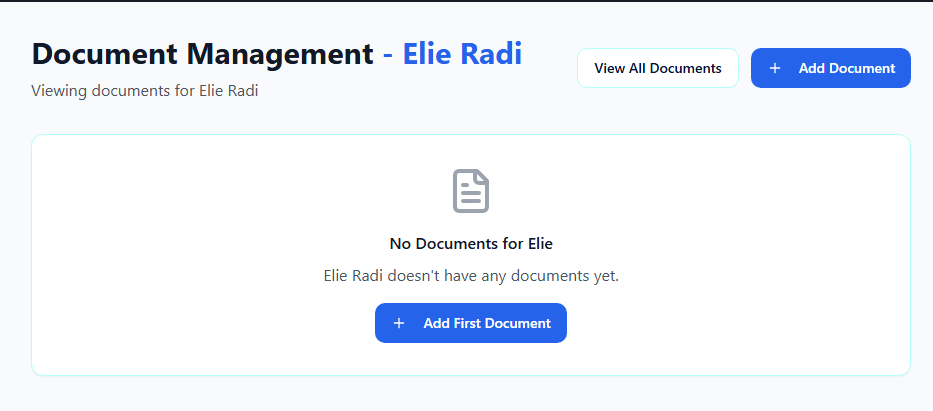 Document Management - Elie Radi
Viewing documents for Elie Radi
View All Documents
+ Add Document
No Documents for Elie
Elie Radi doesn't have any documents yet.
+ Add First Document